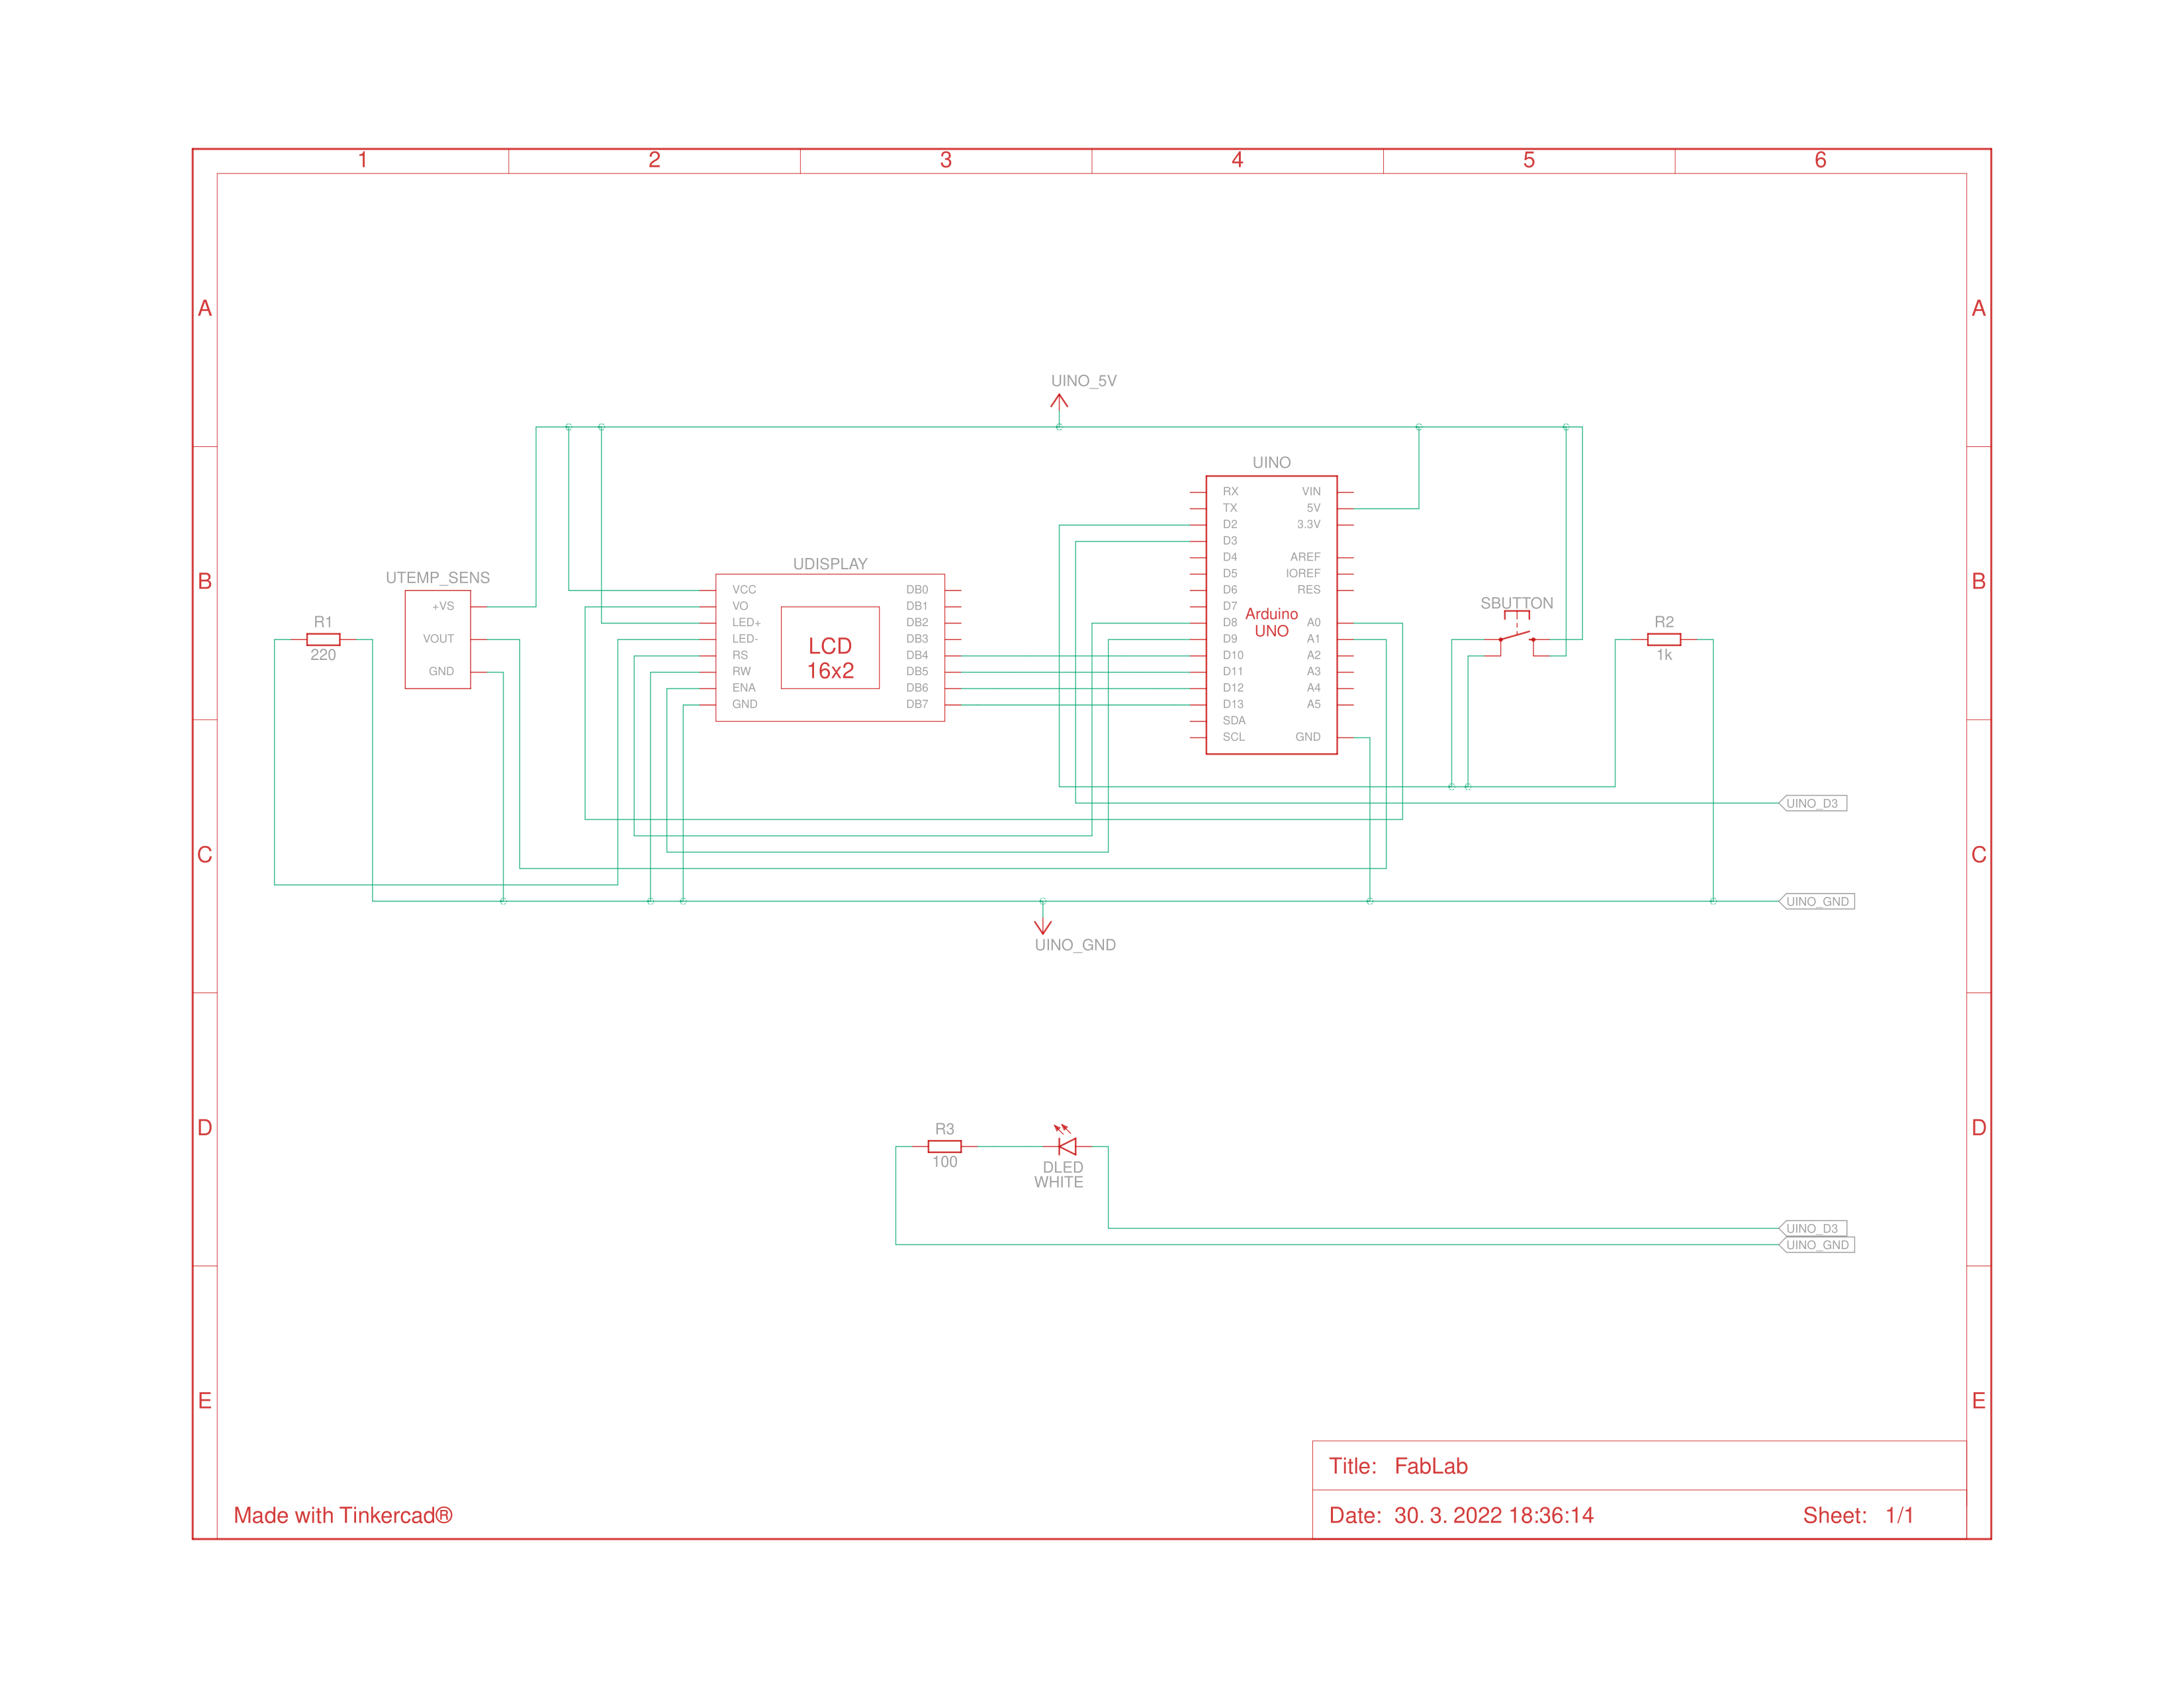 1 2 3 4 5 6
A A
UINO_5V
UINO
RX VIN
TX 5V
D2 3.3V
D3
D4 AREF
D5 IOREF
D6 RES
D7
D8 A0
D9 A1
D10 A2
D11 A3
D12 A4
D13 A5
SDA
SCL GND
Arduino
UNO
B B
UDISPLAY
VCC DB0
VO DB1
LED+ DB2
LED- DB3
RS DB4
RW DB5
ENA DB6
GND DB7
LCD
16x2
UTEMP_SENS
+VS
VOUT
GND
R1
220
SBUTTON
R2
1k
UINO_D3
C C
UINO_GND
UINO_GND
D D
R3
100
DLED
WHITE
UINO_D3
UINO_GND
E E
Title: FabLab
Made with Tinkercad®
Date: 30. 3. 2022 18:36:14 Sheet: 1/1